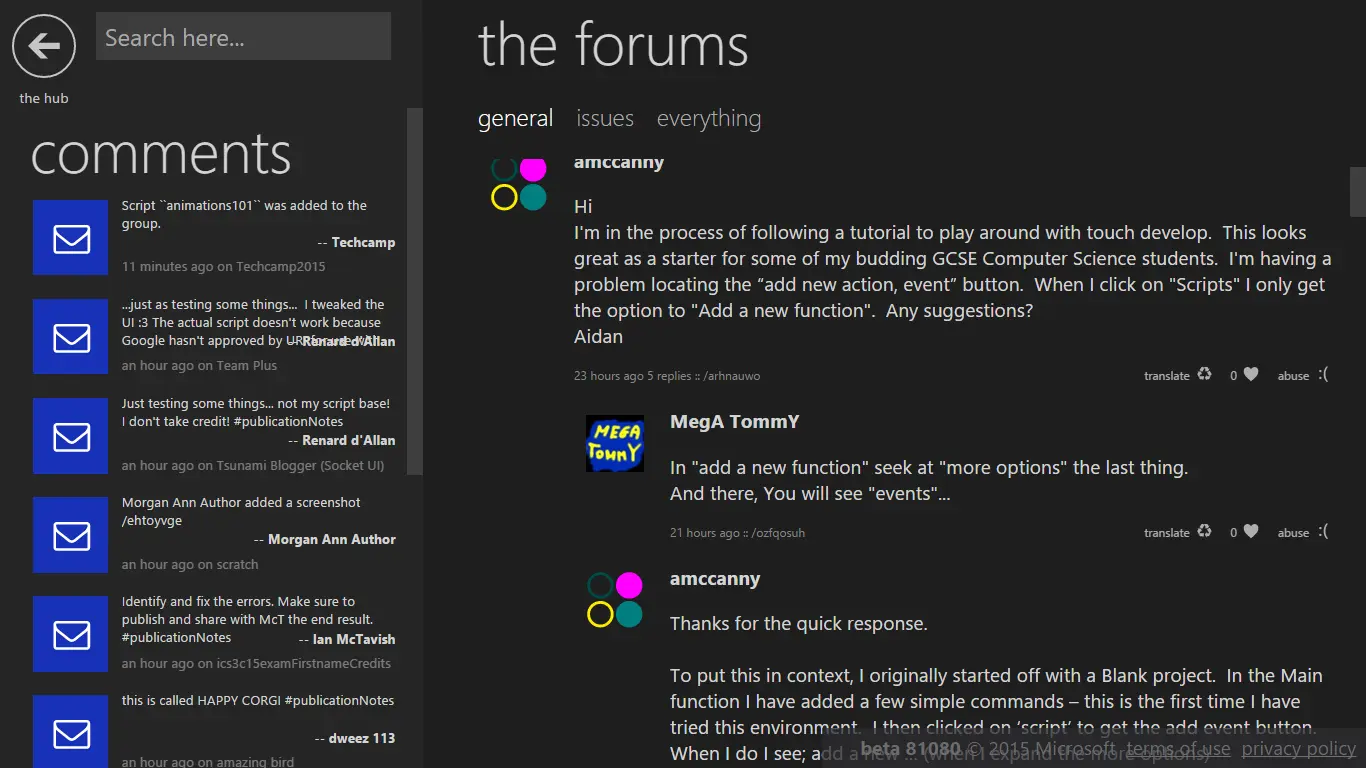 Search here...
the hub
comments
Script ``animations101`` was added to the
group.
-- Techcamp
11 minutes ago on Techcamp2015
...just as testing some things...  I tweaked the
UI :3 The actual script doesn't work because
Google hasn't approved by
-- Renard d'Allan
an hour ago on Team Plus
Just testing some things... not my script base!
I don't take credit! #publicationNotes
-- Renard d'Allan
an hour ago on Tsunami Blogger (Socket UI)
Morgan Ann Author added a screenshot
/ehtoyvge
-- Morgan Ann Author
an hour ago on scratch
Identify and fix the errors. Make sure to
publish and share with McT the end result.
#publicationNotes
-- Ian McTavish
an hour ago on ics3c15examFirstnameCredits
this is called HAPPY CORGI #publicationNotes
-- dweez 113
an hour ago on amazing bird
the forums
general issues everything
amccanny
Hi
I'm in the process of following a tutorial to play around with touch develop.  This looks
great as a starter for some of my budding GCSE Computer Science students.  I'm having a
problem locating the “add new action, event” button.  When I click on "Scripts" I only get
the option to "Add a new function".  Any suggestions?
Aidan
23 hours ago 5 replies :: /arhnauwo
translate 0 abuse :(
MEGA
TommY
MegA TommY
In "add a new function" seek at "more options" the last thing.
And there, You will see "events"...
21 hours ago :: /ozfqosuh
translate 0 abuse :(
amccanny
Thanks for the quick response.
To put this in context, I originally started off with a Blank project.  In the Main
function I have added a few simple commands – this is the first time I have
tried this environment.  I then clicked on ‘script’ to get the add event button.
When I do I see; add a new ... (when I expand the more options)
beta 81080 © 2015 Microsoft terms of use privacy policy